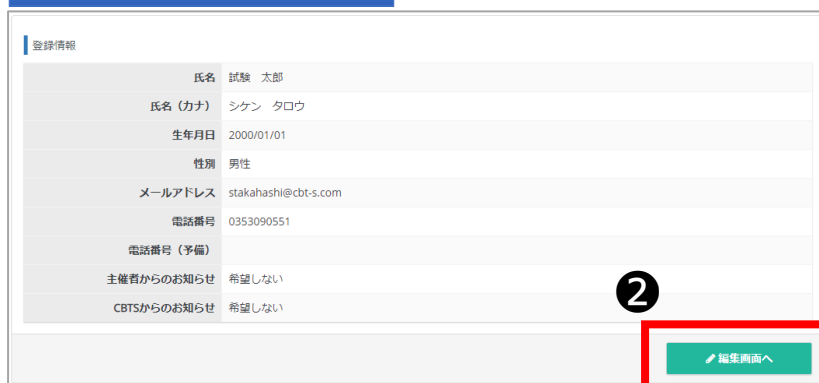 登録情報
氏名 試験 太郎
氏名（カナ） シケン タロウ
生年月日 2000/01/01
性別 男性
メールアドレス stakahashi@cbt-s.com
電話番号 0353090551
電話番号（予備）
主催者からのお知らせ 希望しない
CBTSからのお知らせ 希望しない
❷
編集画面へ